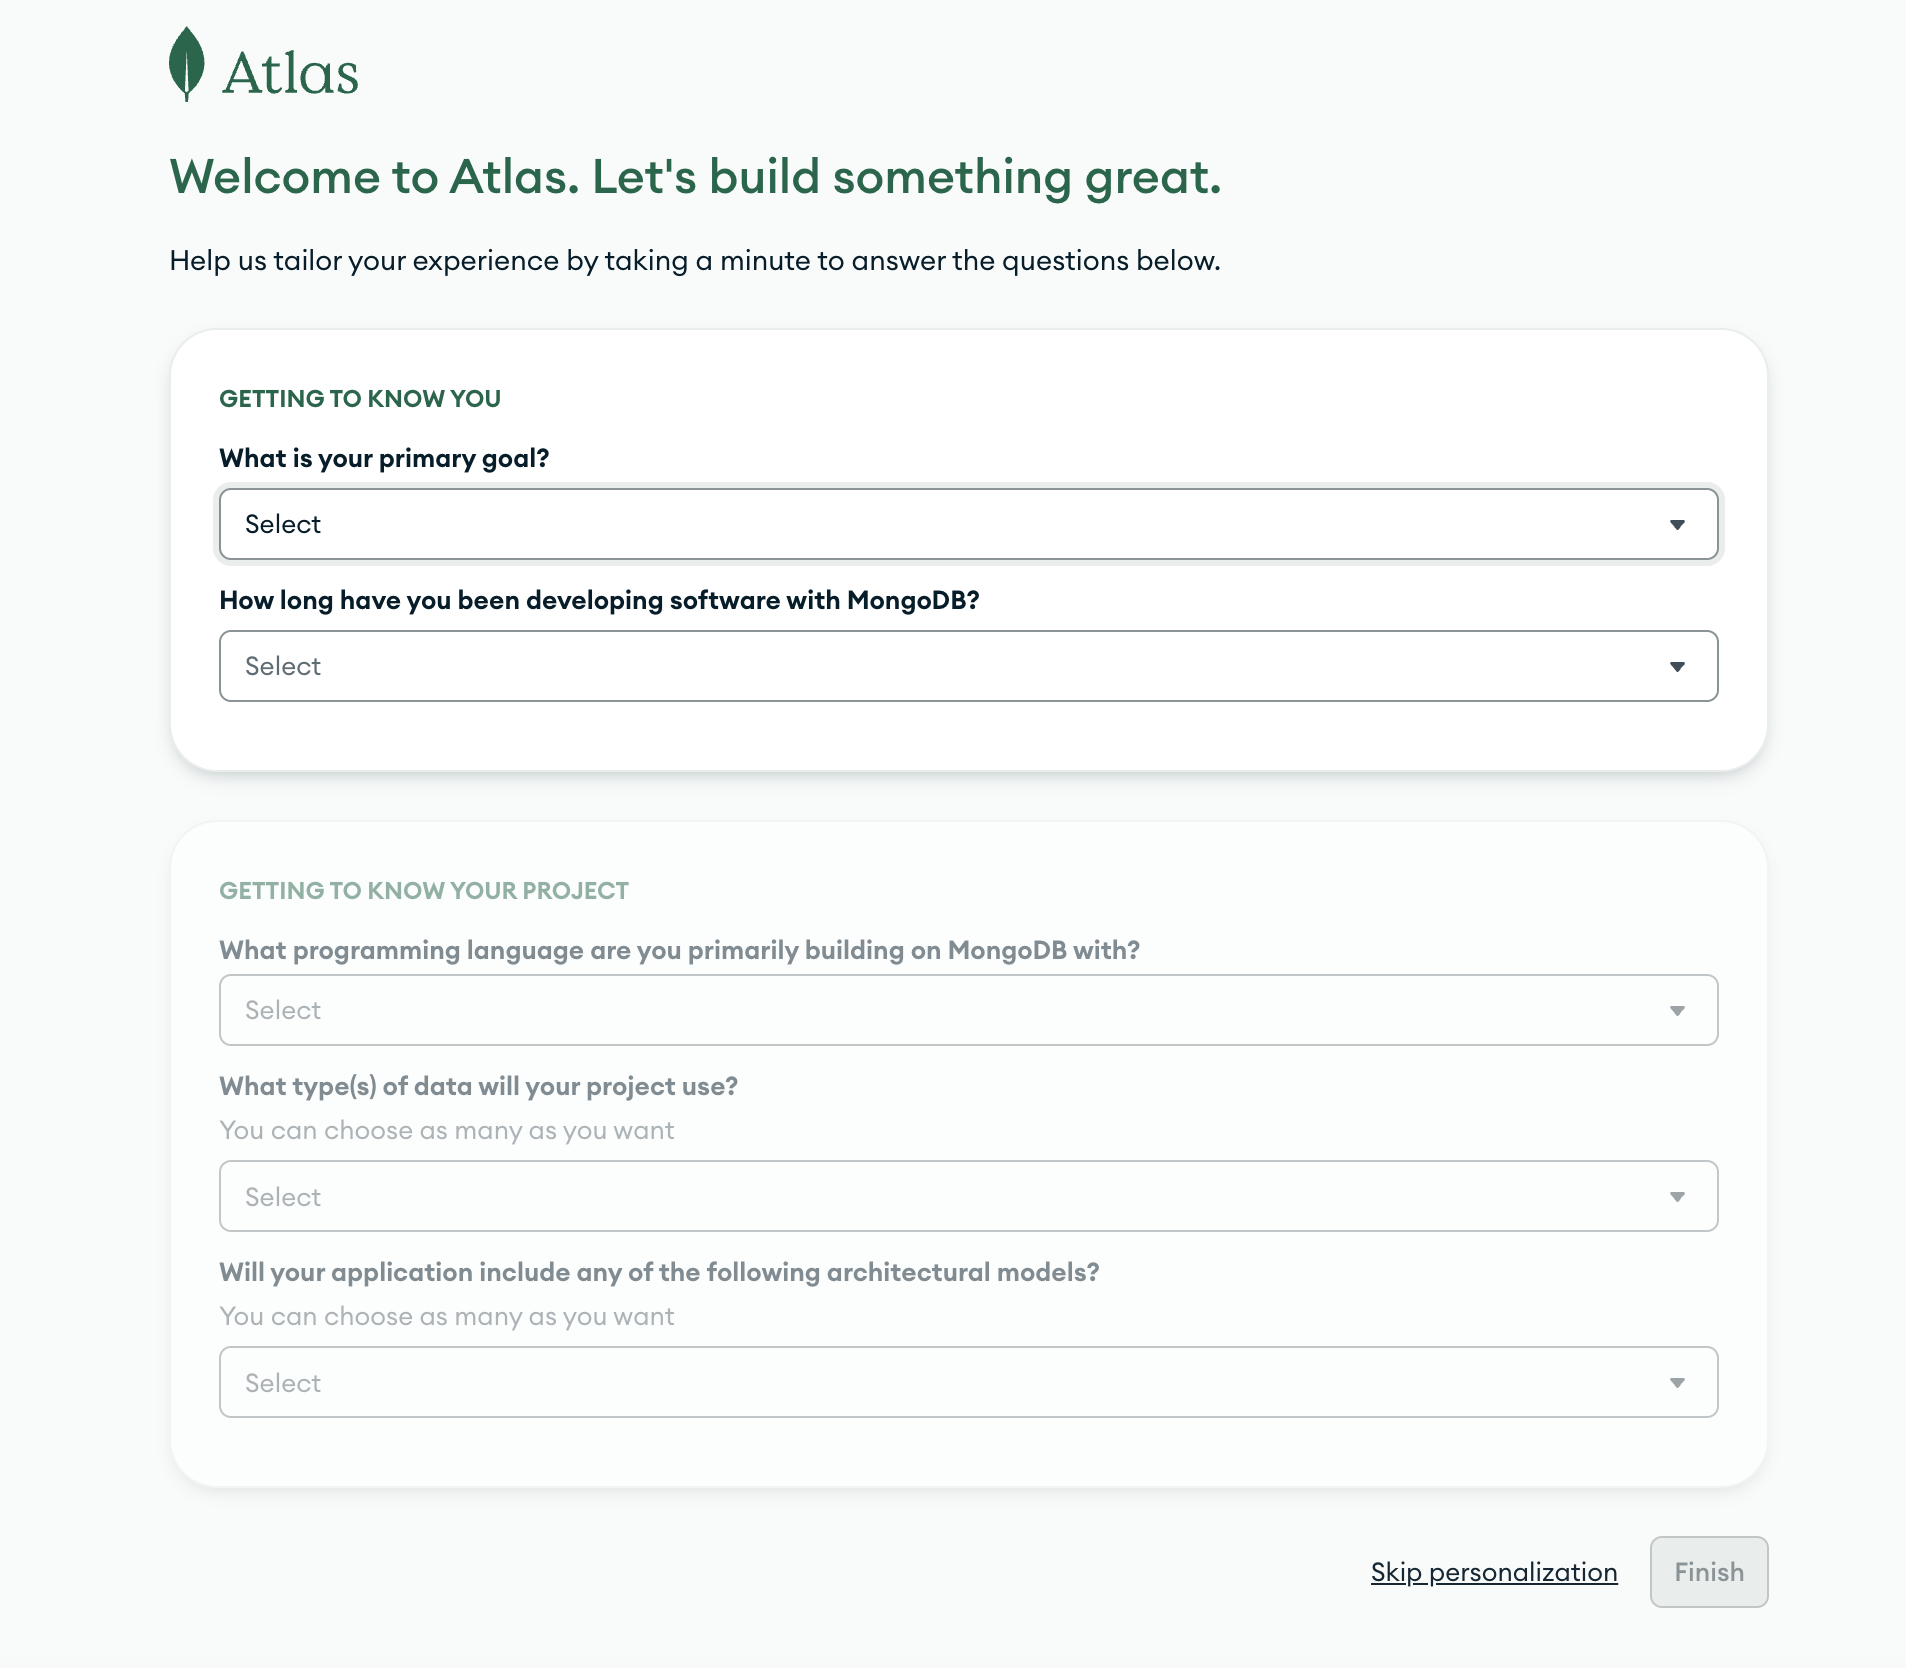 Atlas
Welcome to Atlas. Let's build something great.
Help us tailor your experience by taking a minute to answer the questions below.
GETTING TO KNOW YOU
What is your primary goal?
Select
How long have you been developing software with MongoDB?
Select
GETTING TO KNOW YOUR PROJECT
What programming language are you primarily building on MongoDB with?
Select
What type(s) of data will your project use?
You can choose as many as you want
Select
Will your application include any of the following architectural models?
You can choose as many as you want
Select
Skip personalization
Finish